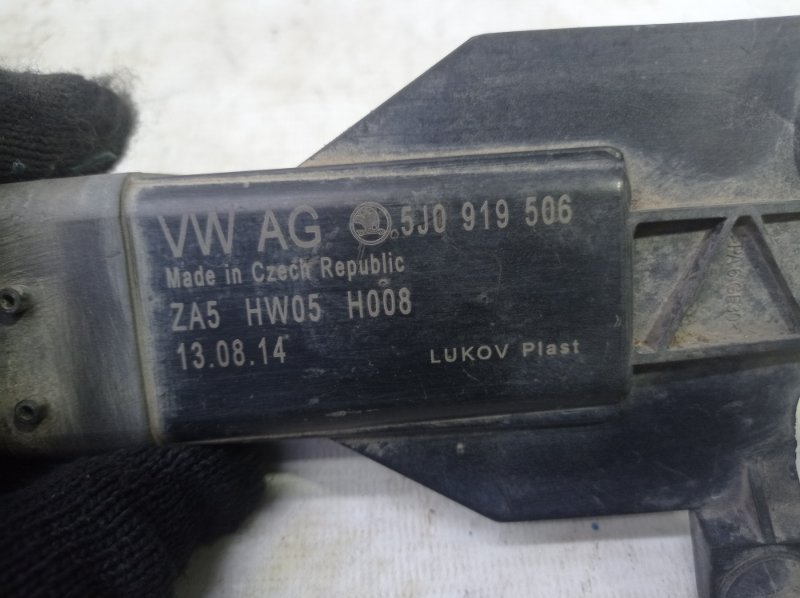 VW AG 5J0 919 506
Made in Czech Republic
ZA5 HW05 H008
13.08.14
LUKOV Plast